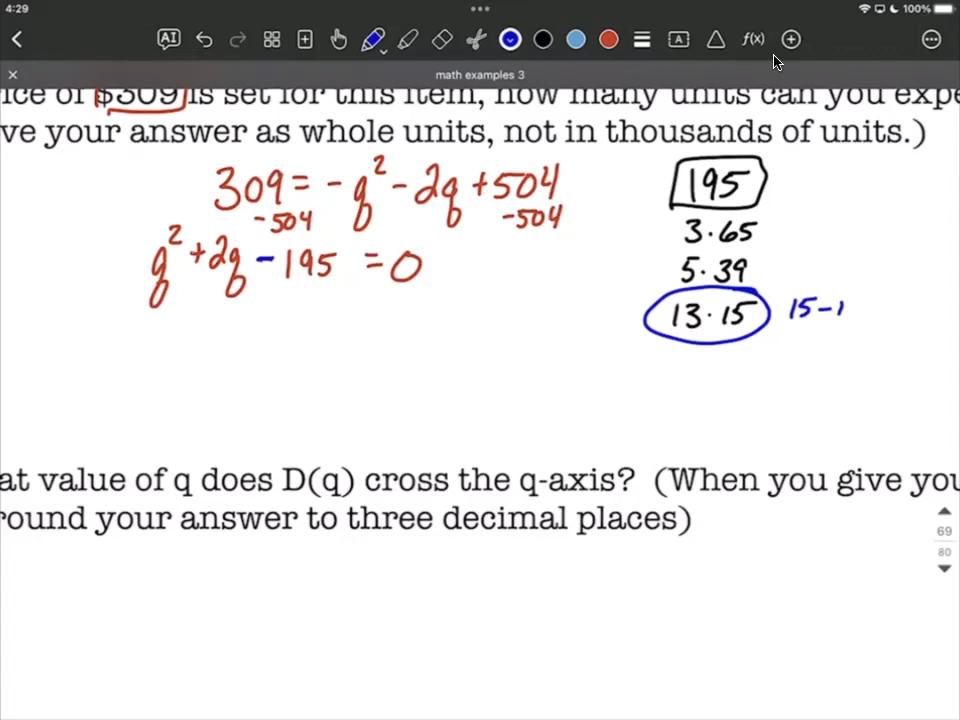 4:29
100%
AI
A
f(x)
math examples 3
ice of $309 is set for this item, how many units can you expe
ve your answer as whole units, not in thousands of units.)
309 = - q² - 2q + 504
-504 -504
q² + 2q - 195 = 0
195
3·65
5·39
13·15 15-1
at value of q does D(q) cross the q-axis? (When you give you
round your answer to three decimal places)
69
80